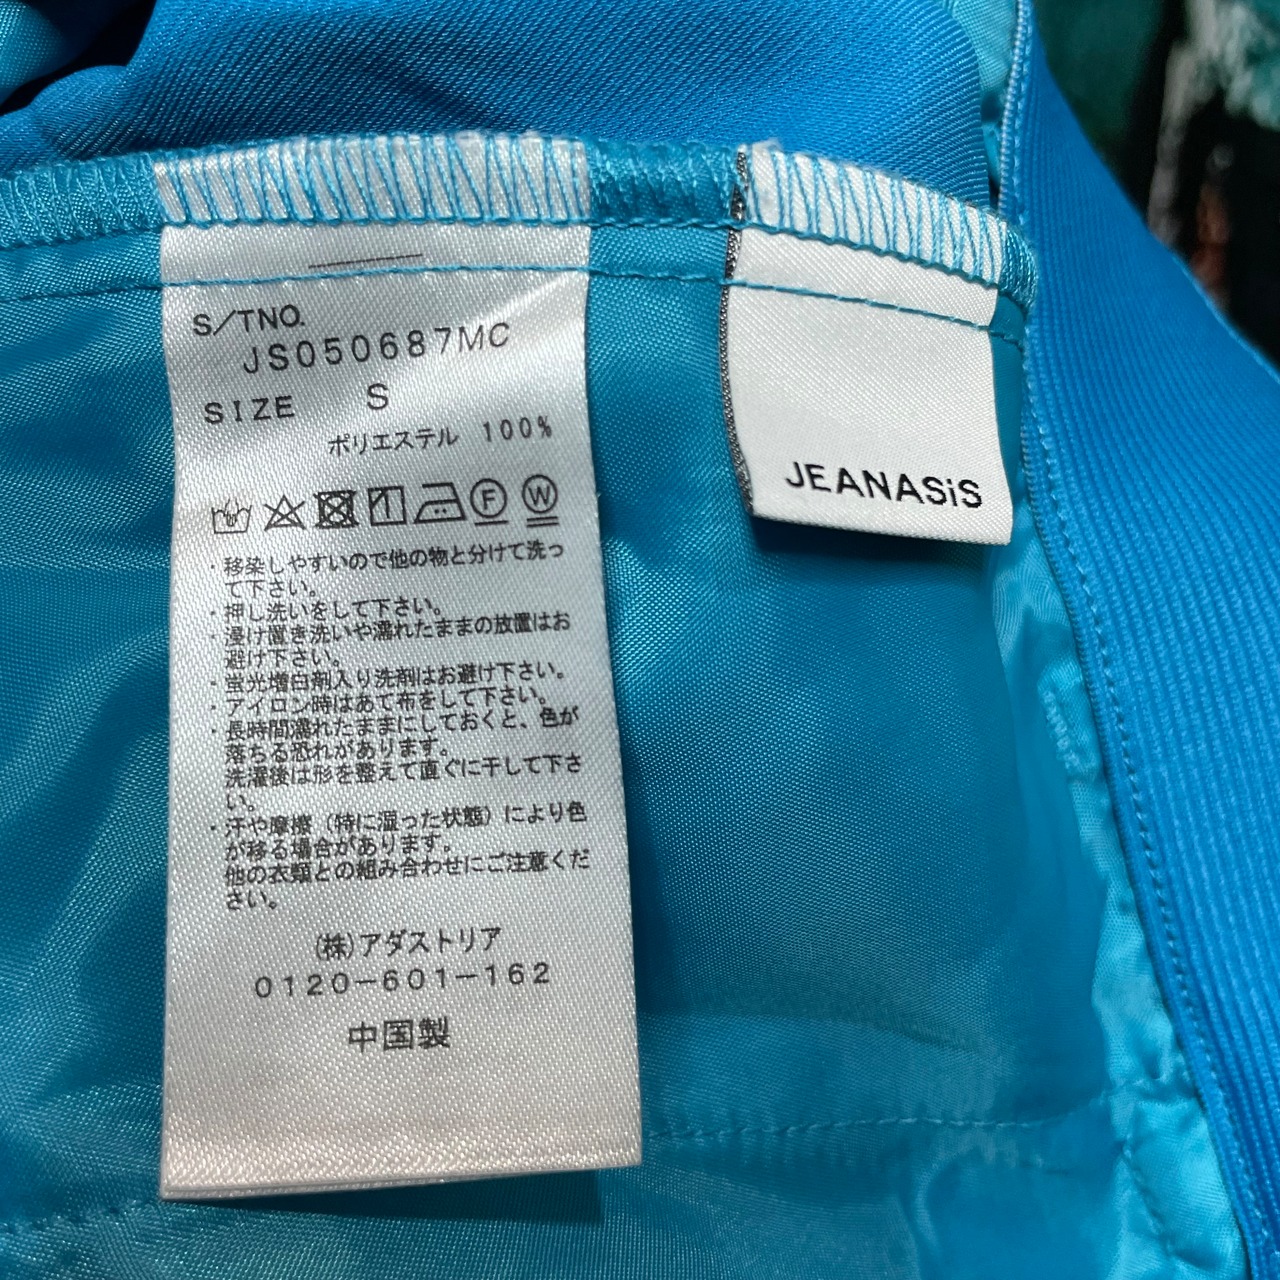 S/TNO.
JS050687MC
SIZE S
ポリエステル 100%
F W
・移染しやすいので他の物と分けて洗っ
て下さい。
・押し洗いをして下さい。
・浸け置き洗いや濡れたままの放置はお
避け下さい。
・蛍光増白剤入り洗剤はお避け下さい。
・アイロン時はあて布をして下さい。
・長時間濡れたままにしておくと、色が
落ちる恐れがあります。
洗濯後は形を整えて直ぐに干して下さ
い。
・汗や摩擦（特に湿った状態）により色
が移る場合があります。
他の衣類との組み合わせにご注意くだ
さい。
(株)アダストリア
0120-601-162
中国製
JEANASiS